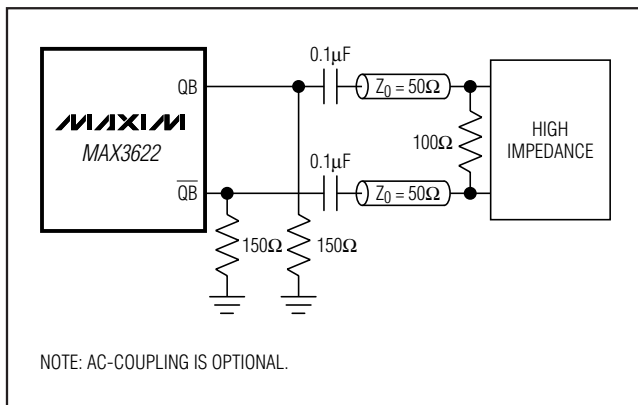 0.1µF
QB
Z0 = 50Ω
MAXIM
MAX3622
100Ω
HIGH
IMPEDANCE
0.1µF
Q̅B̅
Z0 = 50Ω
150Ω
150Ω
NOTE: AC-COUPLING IS OPTIONAL.